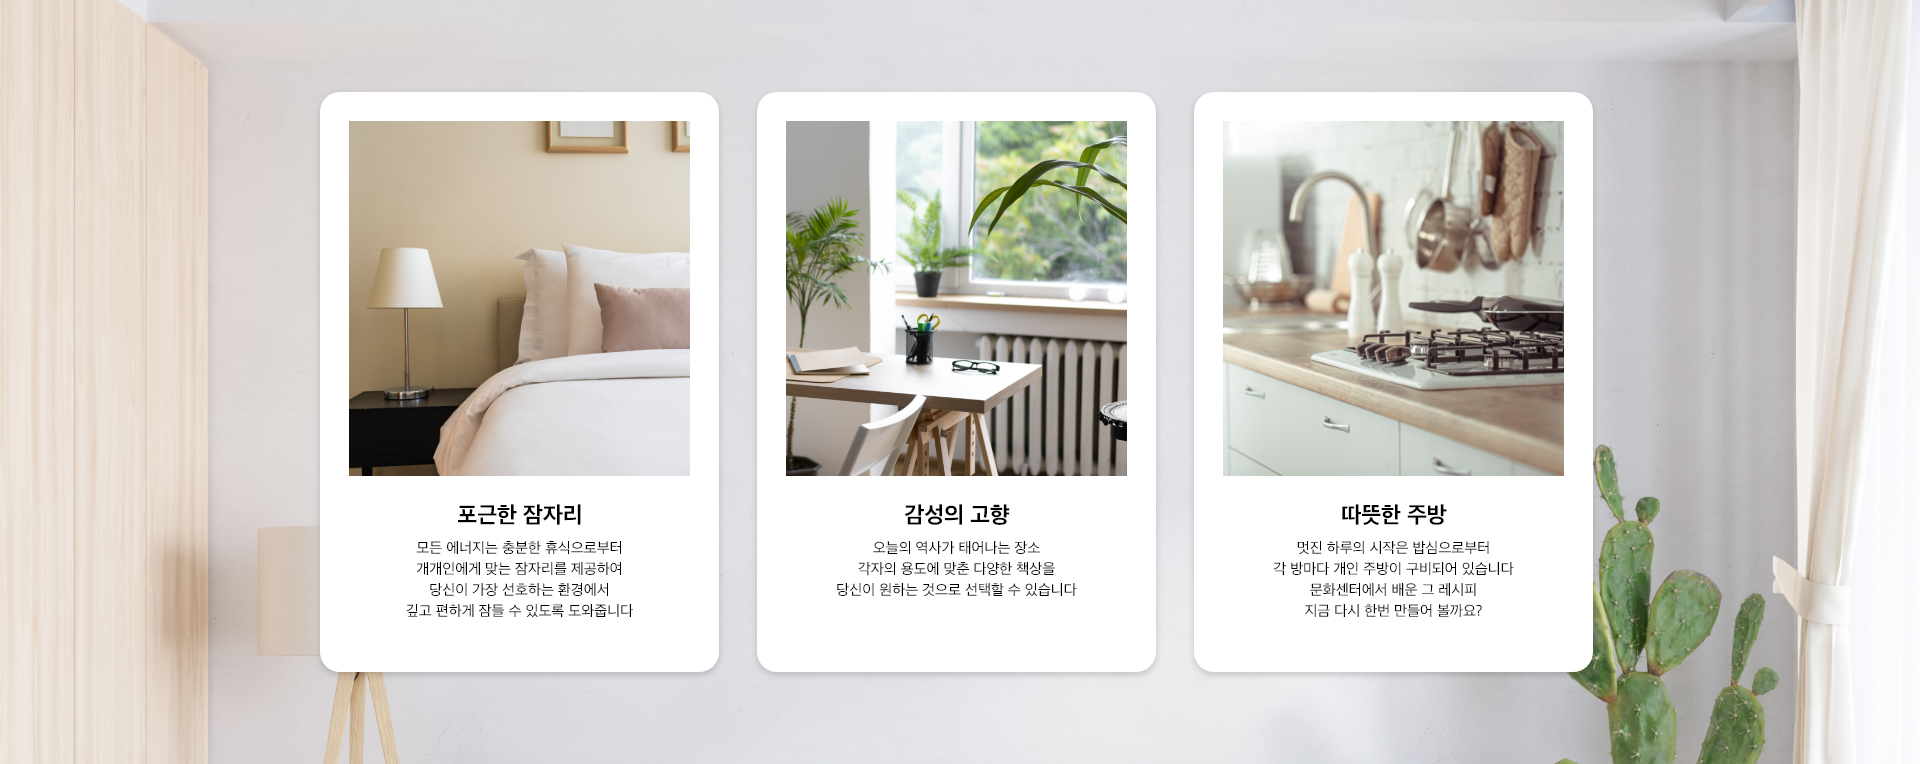 포근한 잠자리
모든 에너지는 충분한 휴식으로부터
개개인에게 맞는 잠자리를 제공하여
당신이 가장 선호하는 환경에서
깊고 편하게 잠들 수 있도록 도와줍니다
감성의 고향
오늘의 역사가 태어나는 장소
각자의 용도에 맞춘 다양한 책상을
당신이 원하는 것으로 선택할 수 있습니다
따뜻한 주방
멋진 하루의 시작은 밥심으로부터
각 방마다 개인 주방이 구비되어 있습니다
문화센터에서 배운 그 레시피
지금 다시 한번 만들어 볼까요?